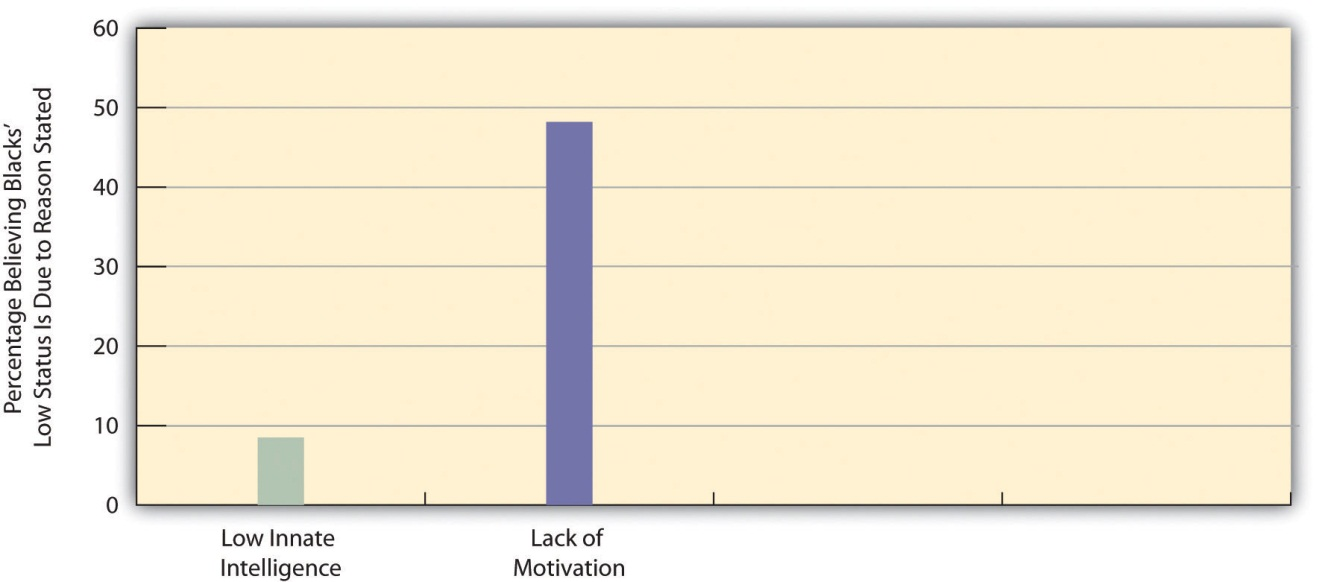 Percentage Believing Blacks’
Low Status Is Due to Reason Stated
60
50
40
30
20
10
0
Low Innate
Intelligence
Lack of
Motivation